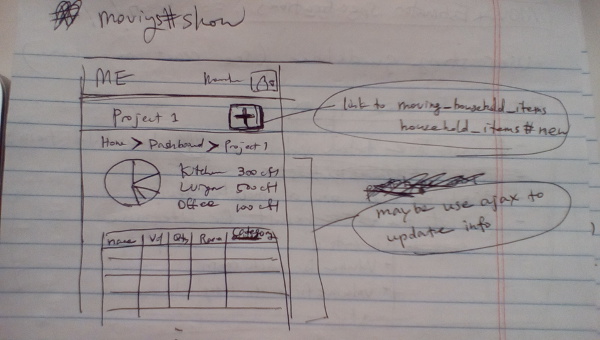 movings#show
ME
Project 1 +
link to moving_household_items
household_items#new
Home > Dashboard > Project 1
Kitchen 300 cft
Living 500 cft
Office 100 cft
maybe use ajax to
update info
Name Vol Qty Room Category